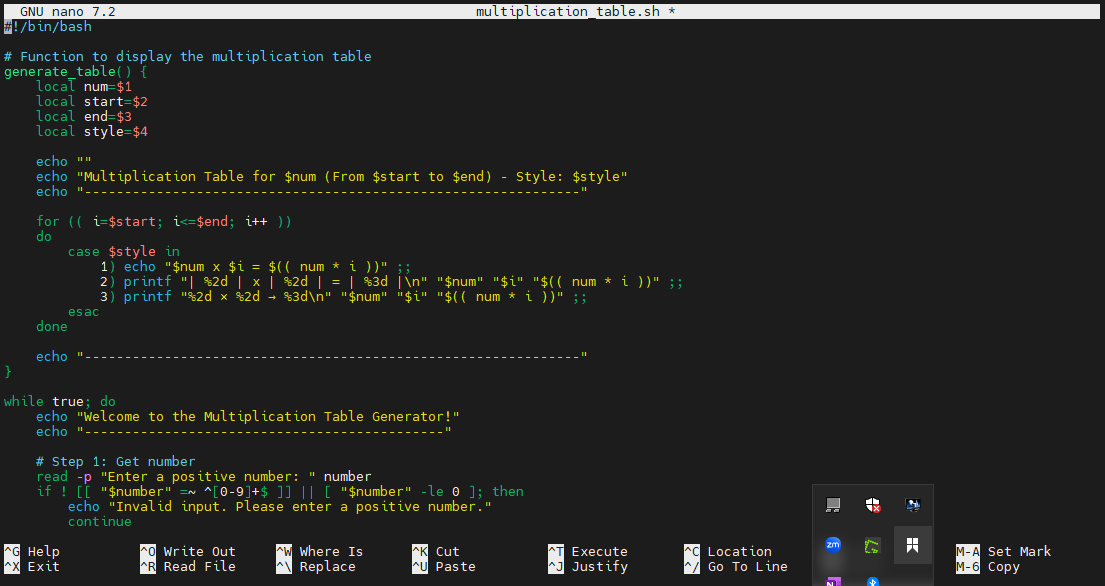 GNU nano 7.2 multiplication_table.sh *
#!/bin/bash
# Function to display the multiplication table
generate_table() {
    local num=$1
    local start=$2
    local end=$3
    local style=$4
    echo ""
    echo "Multiplication Table for $num (From $start to $end) - Style: $style"
    echo "--------------------------------------------------------------"
    for (( i=$start; i<=$end; i++ ))
    do
        case $style in
            1) echo "$num x $i = $(( num * i ))" ;;
            2) printf "| %2d | x | %2d | = | %3d |\n" "$num" "$i" "$(( num * i ))" ;;
            3) printf "%2d × %2d → %3d\n" "$num" "$i" "$(( num * i ))" ;;
        esac
    done
    echo "--------------------------------------------------------------"
}
while true; do
    echo "Welcome to the Multiplication Table Generator!"
    echo "---------------------------------------------"
    # Step 1: Get number
    read -p "Enter a positive number: " number
    if ! [[ "$number" =~ ^[0-9]+$ ]] || [ "$number" -le 0 ]; then
        echo "Invalid input. Please enter a positive number."
        continue
^G Help ^O Write Out ^W Where Is ^K Cut ^T Execute ^C Location M-A Set Mark
^X Exit ^R Read File ^\ Replace ^U Paste ^J Justify ^/ Go To Line M-6 Copy
zm
N